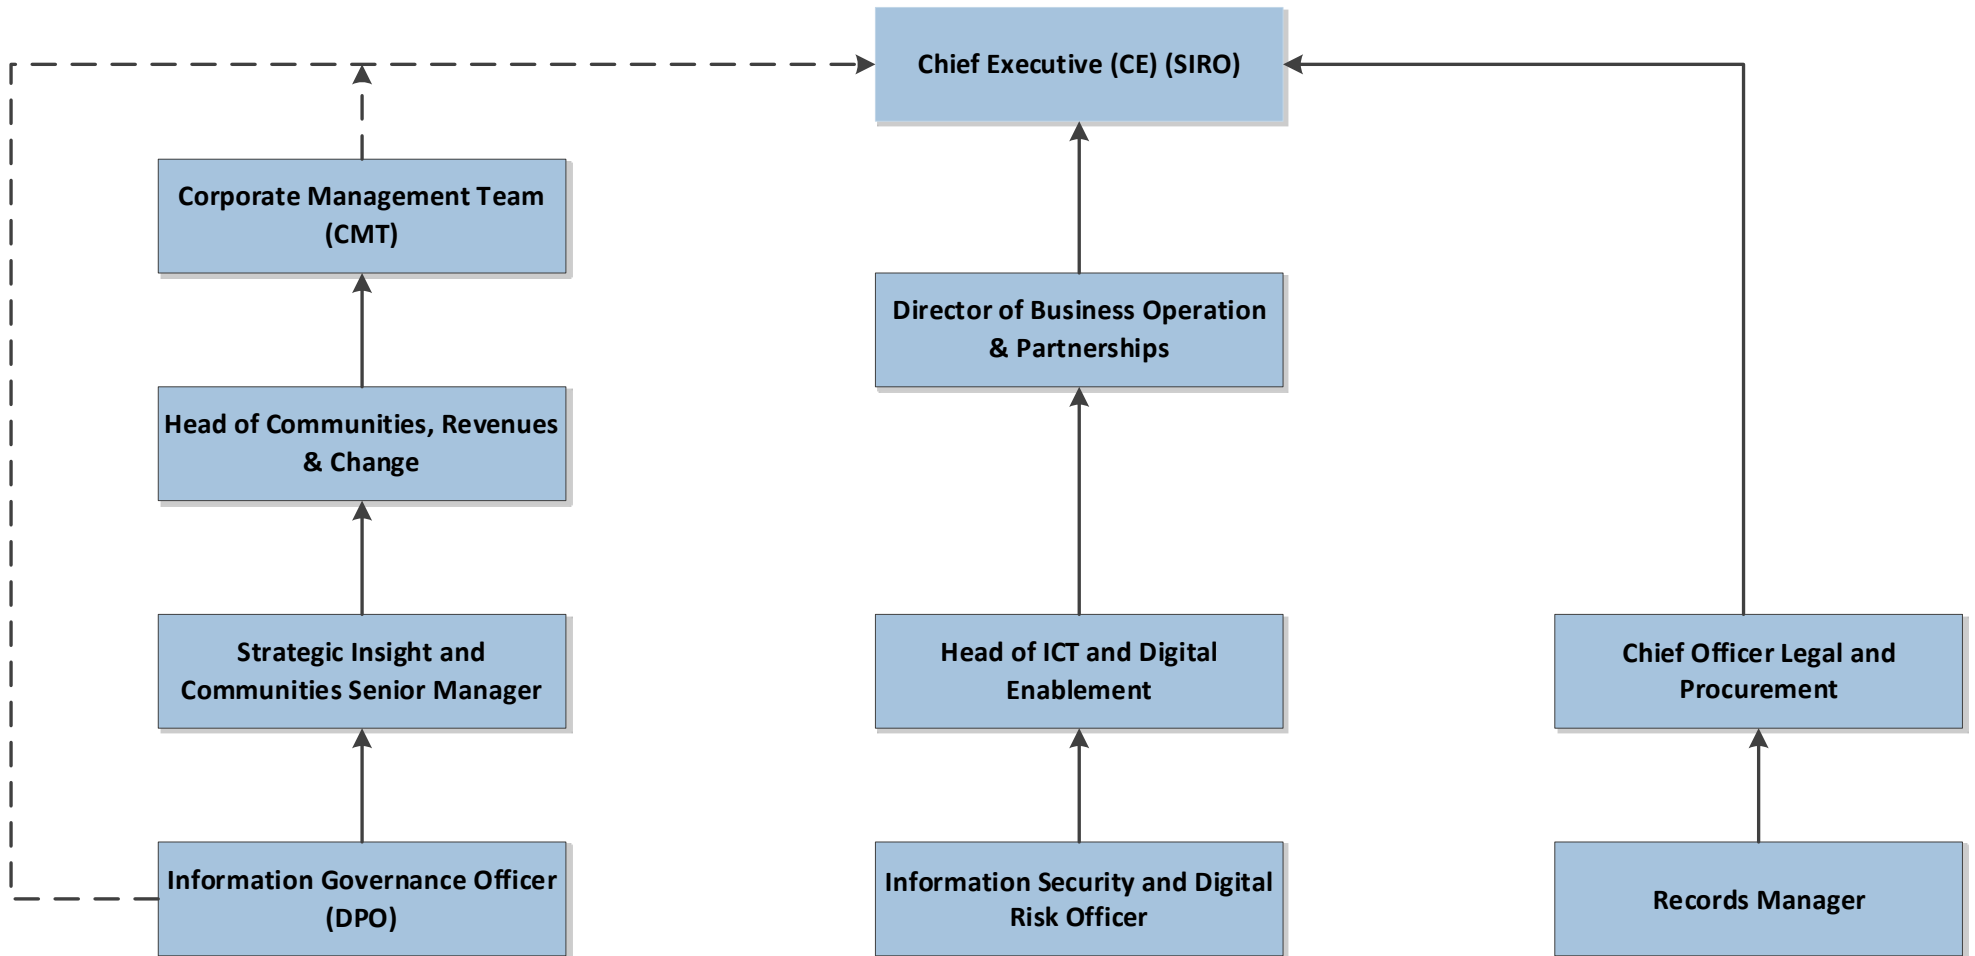 Chief Executive (CE) (SIRO)
Corporate Management Team
(CMT)
Director of Business Operation
& Partnerships
Head of Communities, Revenues
& Change
Strategic Insight and
Communities Senior Manager
Head of ICT and Digital
Enablement
Chief Officer Legal and
Procurement
Information Governance Officer
(DPO)
Information Security and Digital
Risk Officer
Records Manager